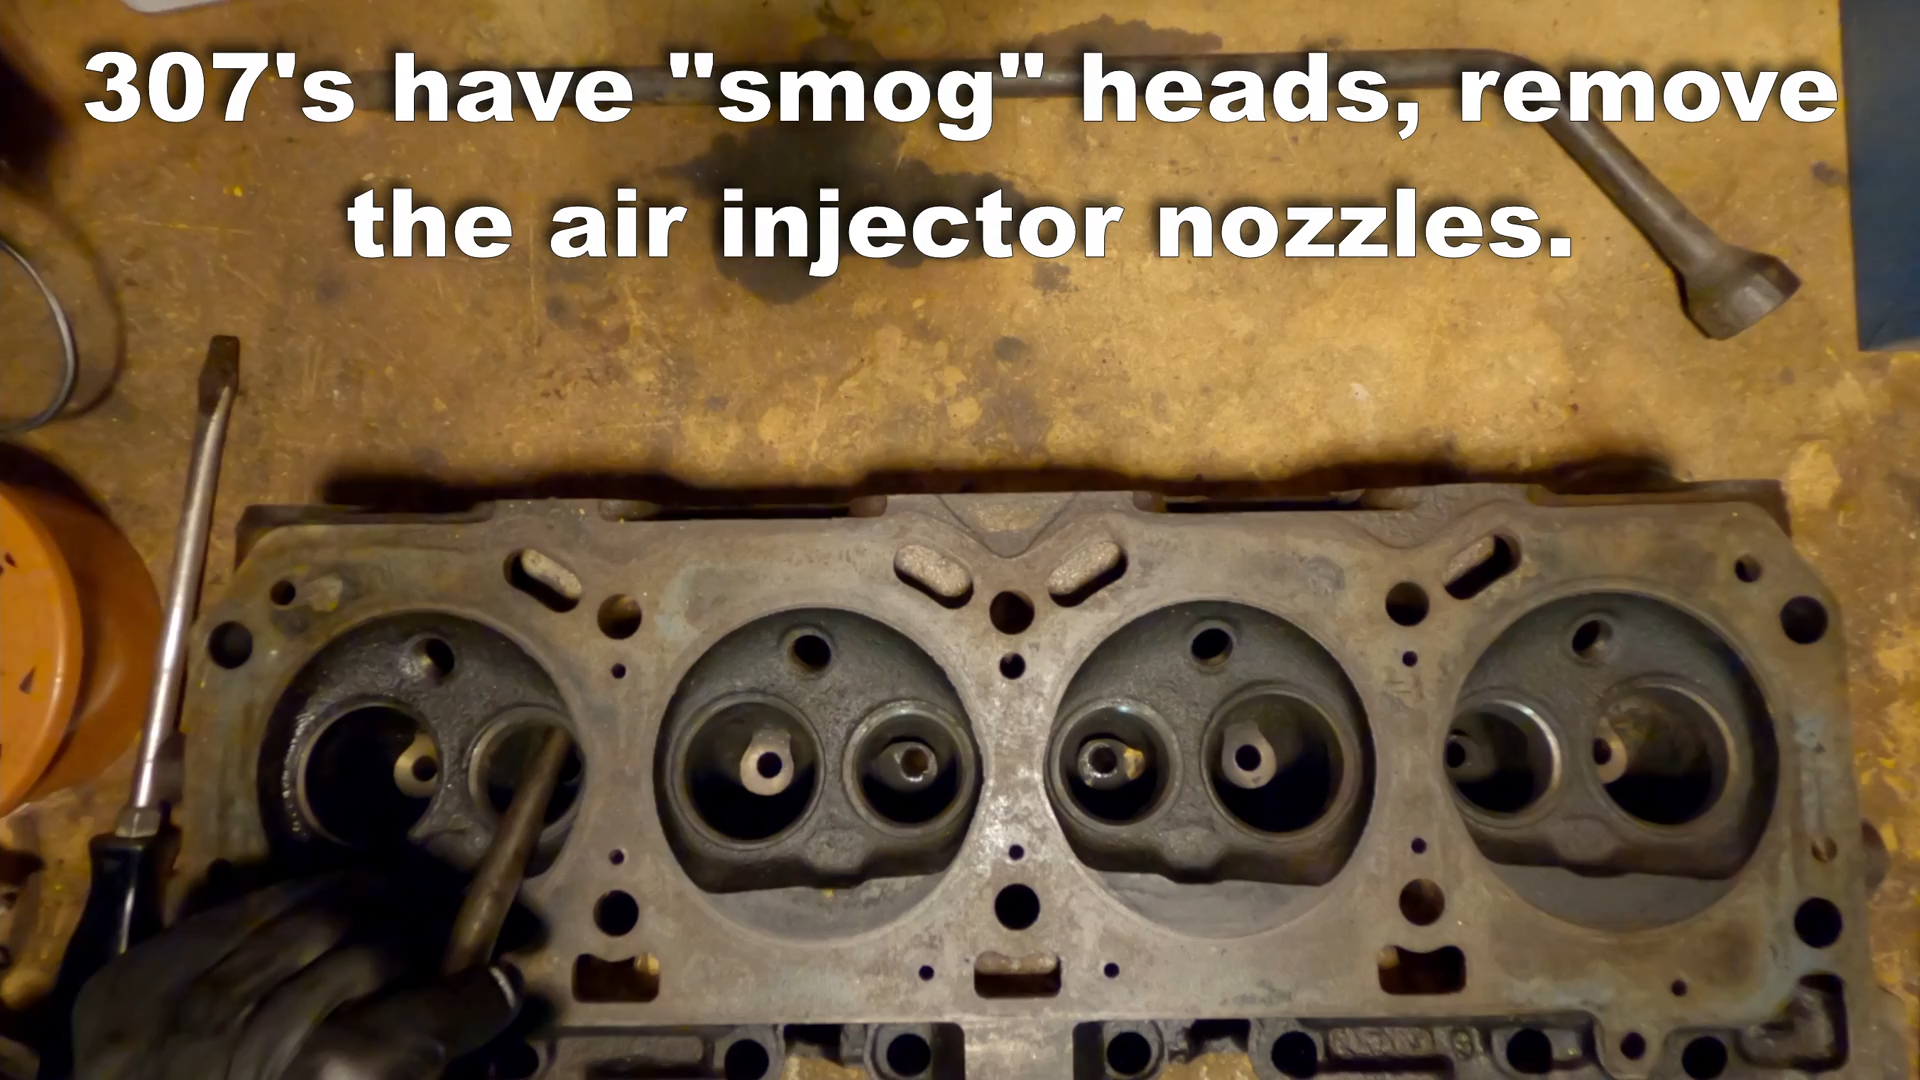 307's have "smog" heads, remove
the air injector nozzles.